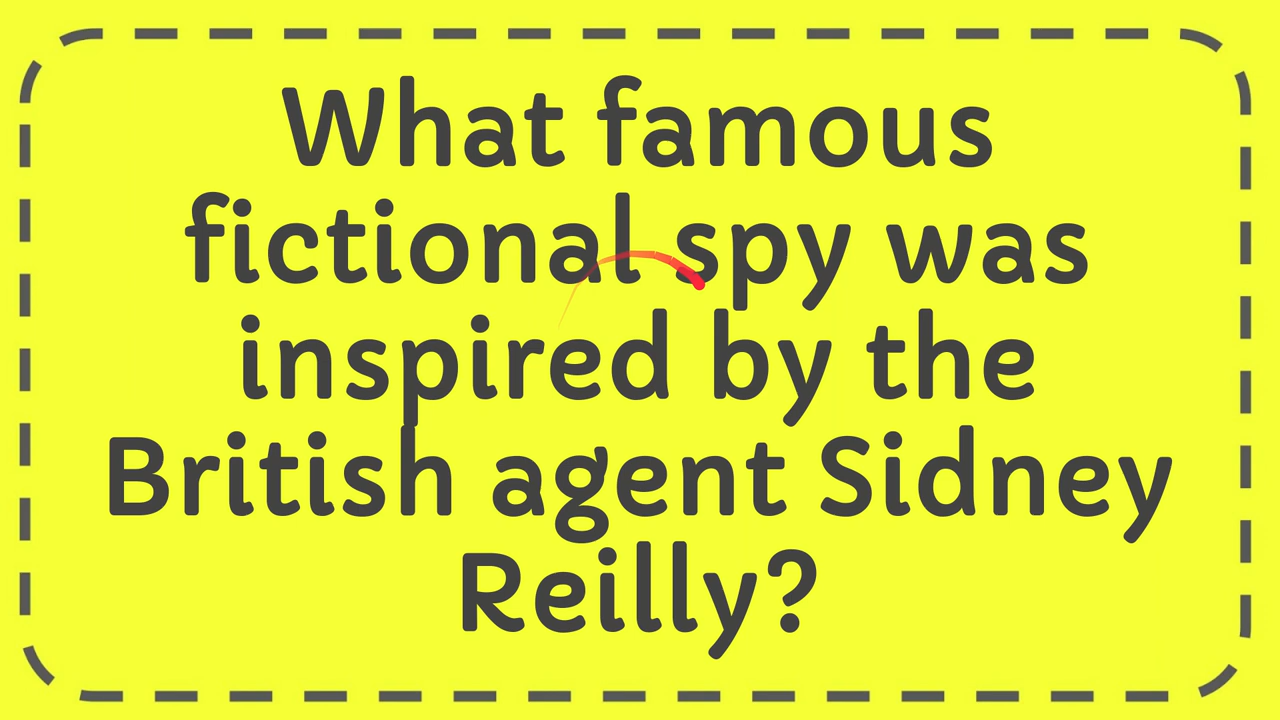 What famous
fictional spy was
inspired by the
British agent Sidney
Reilly?